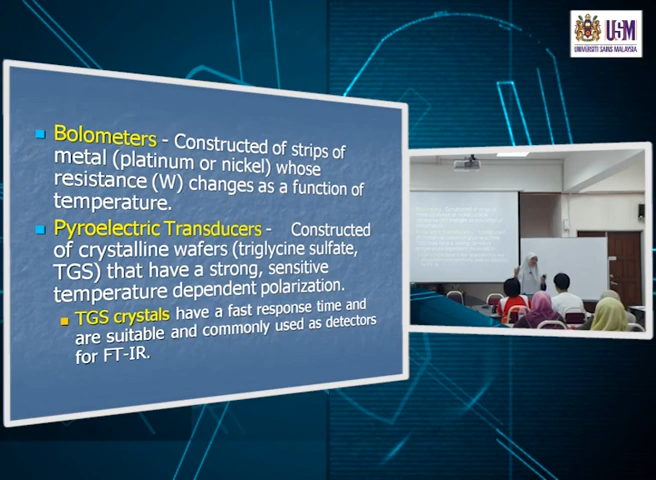 USM
UNIVERSITI SAINS MALAYSIA
Bolometers - Constructed of strips of
metal (platinum or nickel) whose
resistance (W) changes as a function of
temperature.
Pyroelectric Transducers - Constructed
of crystalline wafers (triglycine sulfate,
TGS) that have a strong, sensitive
temperature dependent polarization.
TGS crystals have a fast response time and
are suitable and commonly used as detectors
for FT-IR.